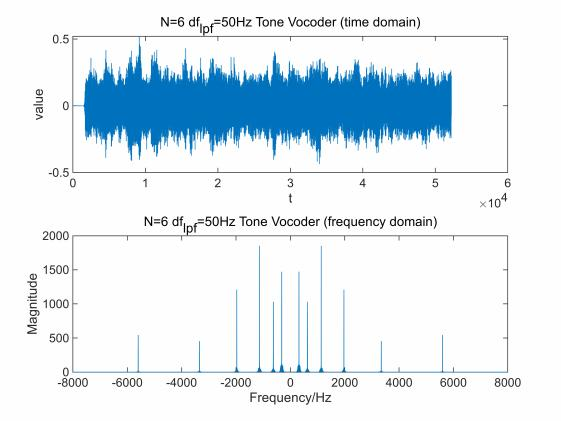 N=6 df_lpf=50Hz Tone Vocoder (time domain)
0.5
0
-0.5
value
0 1 2 3 4 5 6
t
×10^4
N=6 df_lpf=50Hz Tone Vocoder (frequency domain)
2000
1500
1000
500
0
Magnitude
-8000 -6000 -4000 -2000 0 2000 4000 6000 8000
Frequency/Hz